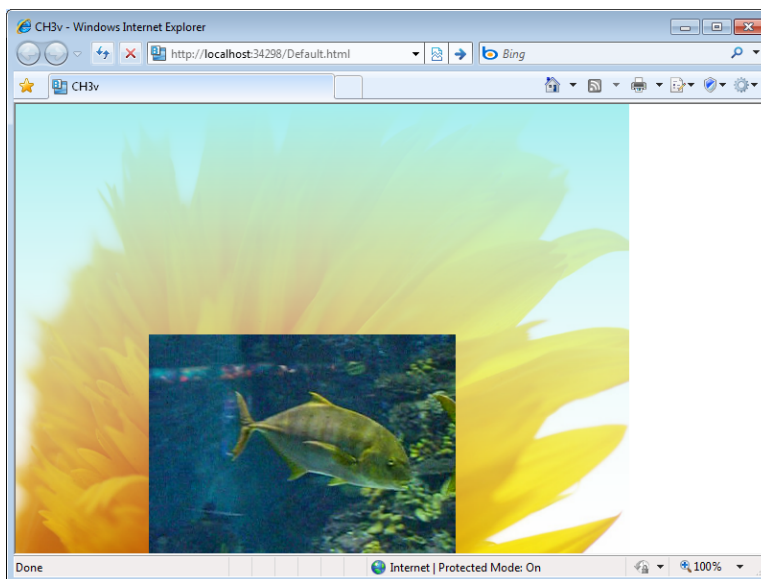 CH3v - Windows Internet Explorer
http://localhost:34298/Default.html
Bing
CH3v
Done
Internet | Protected Mode: On
100%